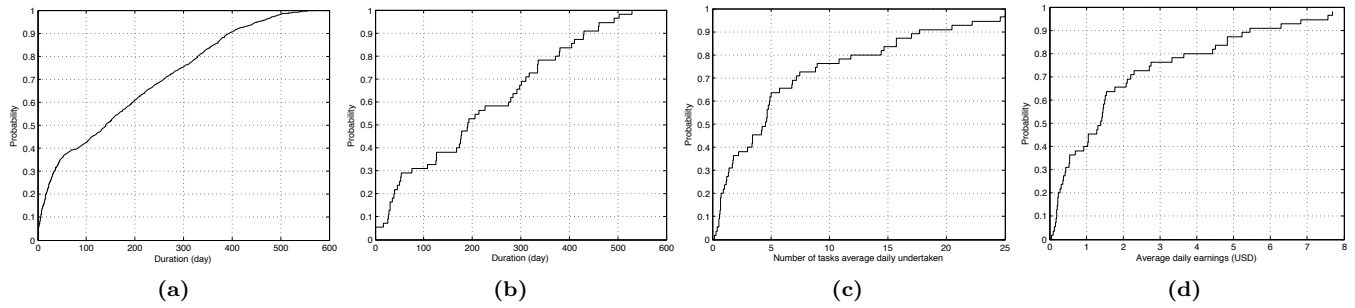 1
0.9
0.8
0.7
0.6
0.5
0.4
0.3
0.2
0.1
0
Probability
0 100 200 300 400 500 600
Duration (day)
(a)
1
0.9
0.8
0.7
0.6
0.5
0.4
0.3
0.2
0.1
0
Probability
0 100 200 300 400 500 600
Duration (day)
(b)
1
0.9
0.8
0.7
0.6
0.5
0.4
0.3
0.2
0.1
0
Probability
0 5 10 15 20 25
Number of tasks average daily undertaken
(c)
1
0.9
0.8
0.7
0.6
0.5
0.4
0.3
0.2
0.1
0
Probability
0 1 2 3 4 5 6 7 8
Average daily earnings (USD)
(d)